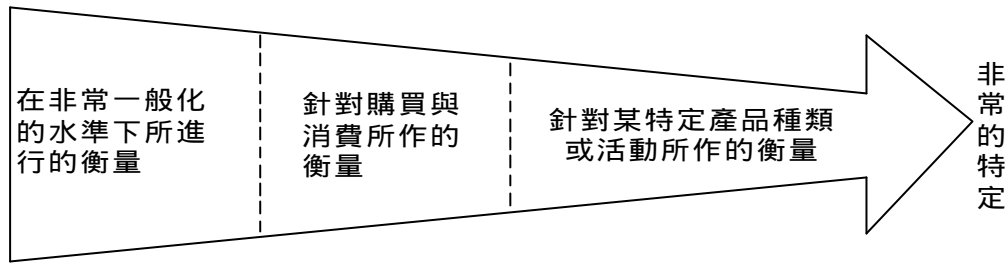 在非常一般化
的水準下所進
行的衡量
針對購買與
消費所作的
衡量
針對某特定產品種類
或活動所作的衡量
非常的特定